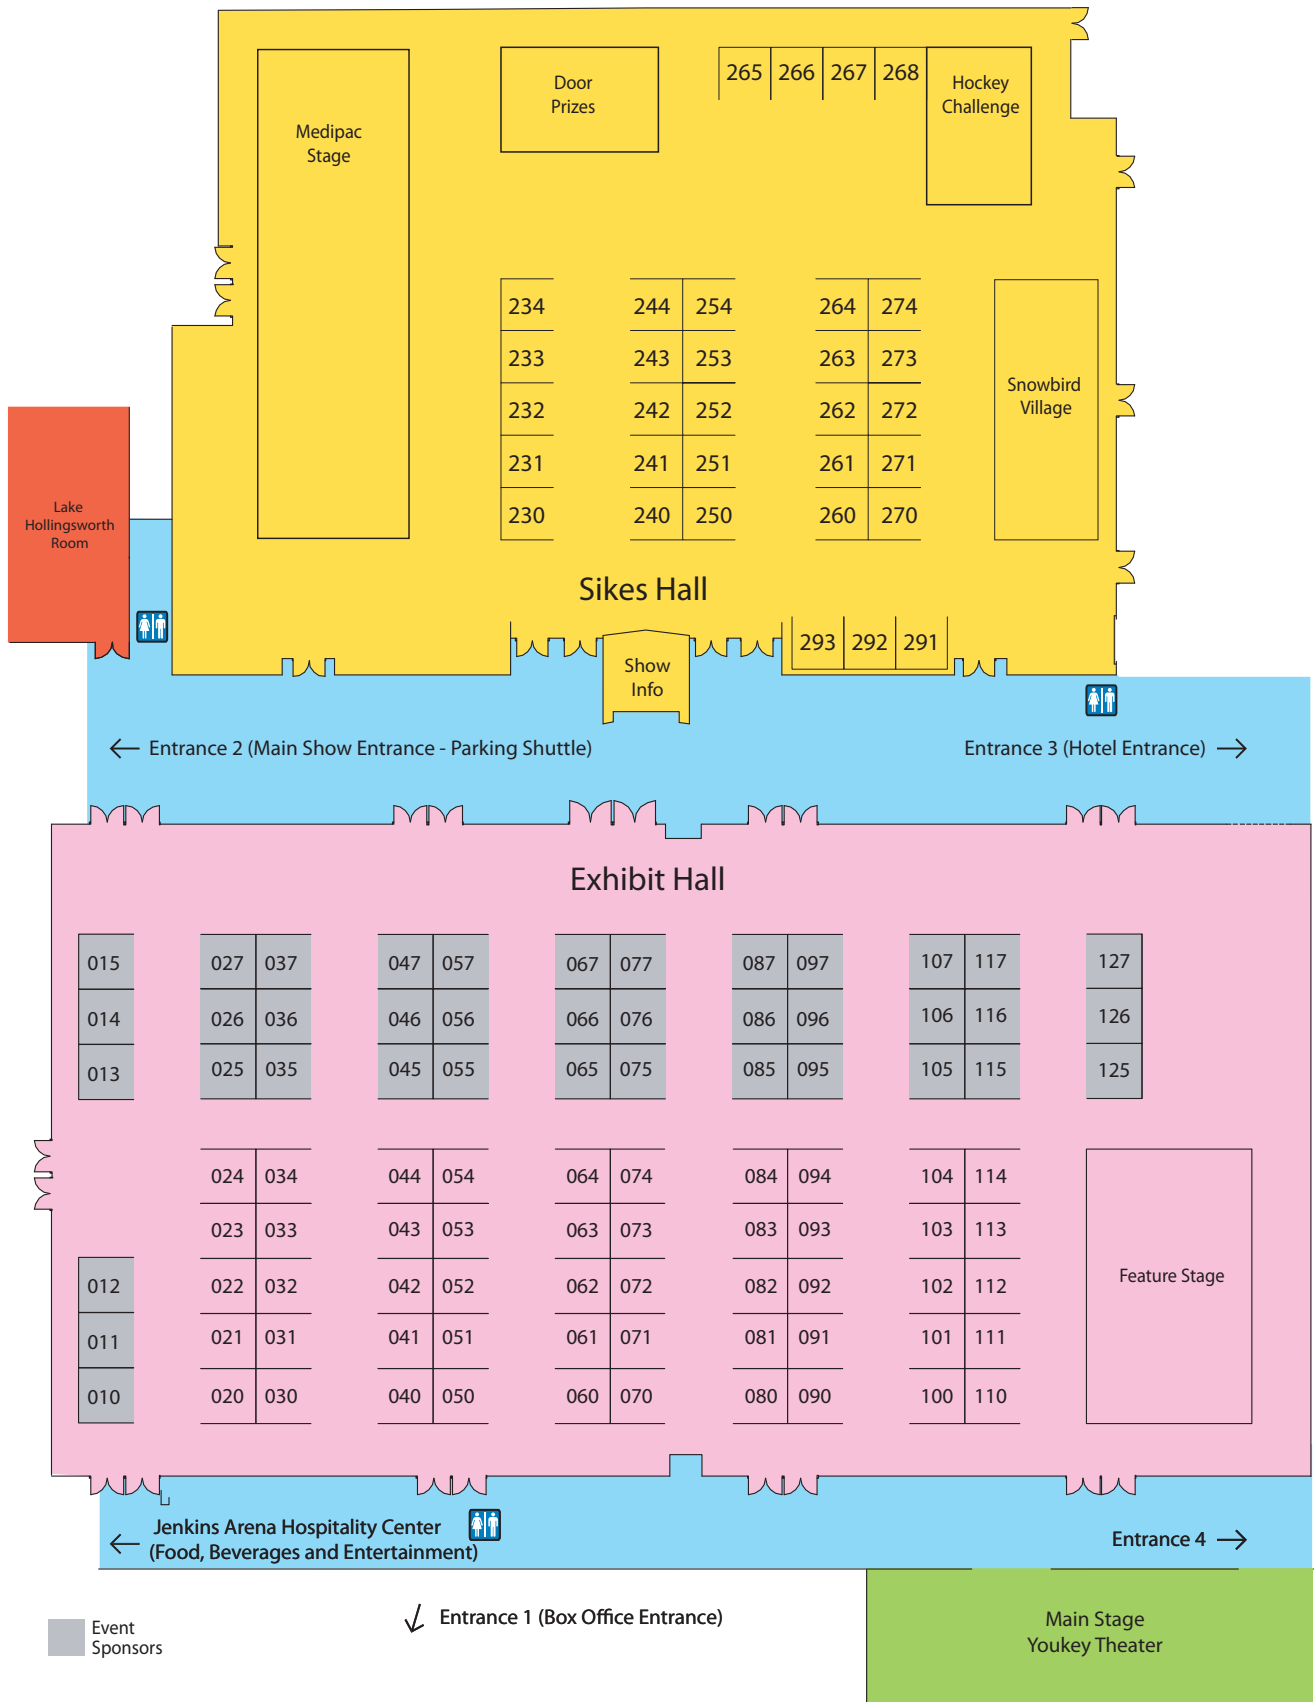 265 266 267 268
Door
Prizes
Hockey
Challenge
Medipac
Stage
234 244 254 264 274
233 243 253 263 273
232 242 252 262 272
231 241 251 261 271
230 240 250 260 270
Snowbird
Village
Lake
Hollingsworth
Room
Sikes Hall
293 292 291
Show
Info
← Entrance 2 (Main Show Entrance - Parking Shuttle)
Entrance 3 (Hotel Entrance) →
Exhibit Hall
015 027 037 047 057 067 077 087 097 107 117 127
014 026 036 046 056 066 076 086 096 106 116 126
013 025 035 045 055 065 075 085 095 105 115 125
024 034 044 054 064 074 084 094 104 114
023 033 043 053 063 073 083 093 103 113
012 022 032 042 052 062 072 082 092 102 112
011 021 031 041 051 061 071 081 091 101 111
010 020 030 040 050 060 070 080 090 100 110
Feature Stage
← Jenkins Arena Hospitality Center
(Food, Beverages and Entertainment)
Entrance 4 →
Entrance 1 (Box Office Entrance)
Event
Sponsors
Main Stage
Youkey Theater